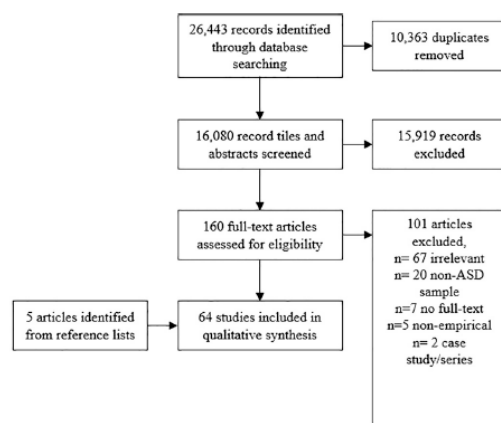 26,443 records identified
through database
searching
10,363 duplicates
removed
16,080 record tiles and
abstracts screened
15,919 records
excluded
160 full-text articles
assessed for eligibility
101 articles
excluded,
n= 67 irrelevant
n= 20 non-ASD
sample
n=7 no full-text
n=5 non-empirical
n= 2 case
study/series
5 articles identified
from reference lists
64 studies included in
qualitative synthesis